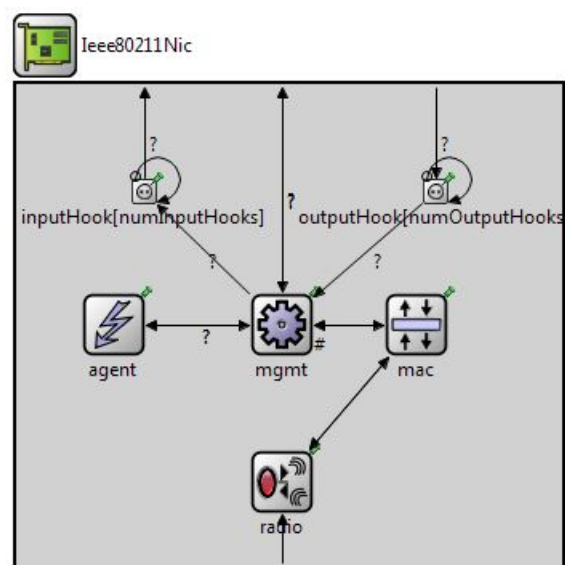 Ieee80211Nic
?
?
inputHook[numInputHooks]
outputHook[numOutputHooks
?
?
?
#
agent
mgmt
mac
radio